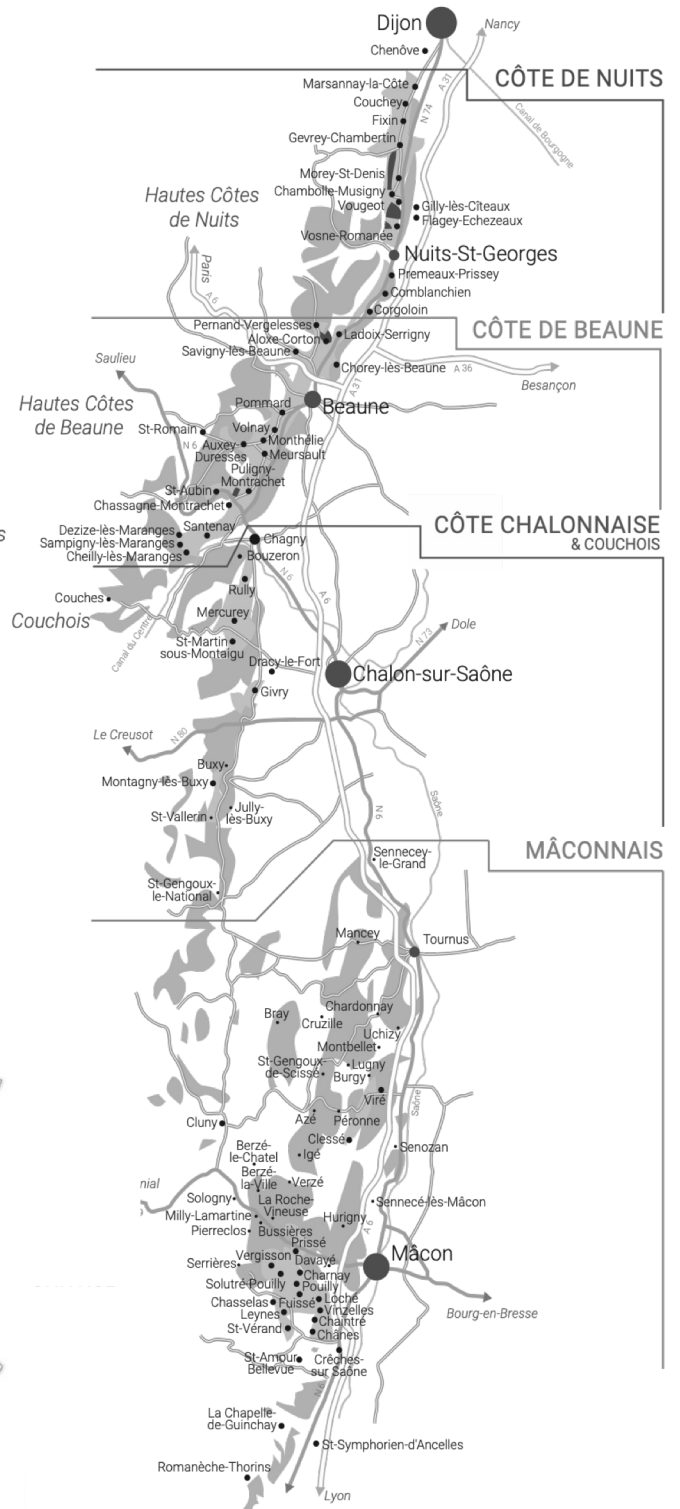 Dijon
Nancy
Chenôve
CÔTE DE NUITS
Marsannay-la-Côte
A 31
Couchey
N 74
Canal de Bourgogne
Fixin
Gevrey-Chambertin
Morey-St-Denis
Chambolle-Musigny
Hautes Côtes
de Nuits
Vougeot
Gilly-lès-Cîteaux
Flagey-Echezeaux
Vosne-Romanée
Nuits-St-Georges
Paris
Premeaux-Prissey
A 6
Comblanchien
Corgoloin
Pernand-Vergelesses
CÔTE DE BEAUNE
Aloxe-Corton
Ladoix-Serrigny
Savigny-lès-Beaune
Saulieu
Chorey-lès-Beaune
A 36
Besançon
A 31
Hautes Côtes
de Beaune
Pommard
Beaune
St-Romain
Volnay
N 6
Auxey-
Duresses
Monthélie
Meursault
Puligny-
Montrachet
St-Aubin
Chassagne-Montrachet
CÔTE CHALONNAISE
& COUCHOIS
s
Dezize-lès-Maranges
Santenay
Sampigny-lès-Maranges
Chagny
Cheilly-lès-Maranges
Bouzeron
N 6
A 6
Rully
Couches
Couchois
Canal du Centre
Mercurey
Dole
N 73
St-Martin
sous-Montaigu
Dracy-le-Fort
Chalon-sur-Saône
Givry
Le Creusot
N 80
Buxy
Montagny-lès-Buxy
Saône
St-Vallerin
Jully-
lès-Buxy
N 6
MÂCONNAIS
Sennecey-
le-Grand
St-Gengoux-
le-National
Mancey
Tournus
Bray
Chardonnay
Cruzille
Uchizy
Montbellet
St-Gengoux-
de-Scissé
Lugny
Burgy
Viré
Saône
Cluny
Azé
Péronne
Clessé
Berzé-
le-Chatel
Igé
Senozan
Berzé-
la-Ville
Verzé
nial
Sologny
La Roche-
Vineuse
Sennecé-lès-Mâcon
Milly-Lamartine
Hurigny
A 6
Pierreclos
Bussières
Prissé
Mâcon
Vergisson
Davayé
Serrières
Charnay
Solutré-Pouilly
Pouilly
Chasselas
Fuissé
Loché
Bourg-en-Bresse
Leynes
Vinzelles
Chaintré
St-Vérand
Chânes
St-Amour
Bellevue
Crêches-
sur Saône
N 6
La Chapelle-
de-Guinchay
St-Symphorien-d'Ancelles
Romanèche-Thorins
Lyon